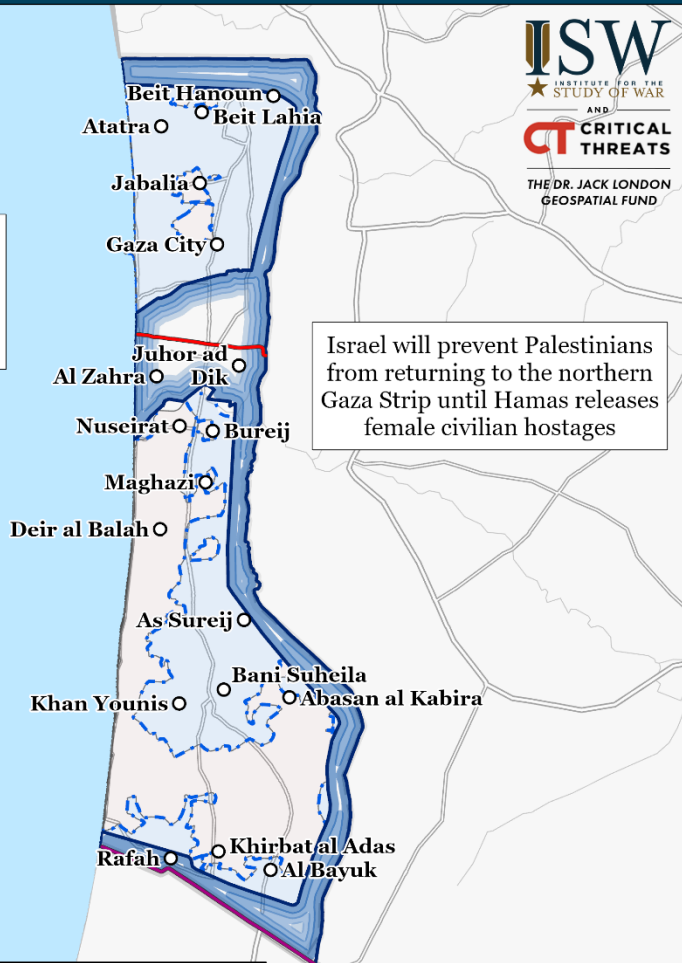 ISW
INSTITUTE FOR THE
STUDY OF WAR
AND
CT CRITICAL
THREATS
THE DR. JACK LONDON
GEOSPATIAL FUND
Beit Hanoun
Beit Lahia
Atatra
Jabalia
Gaza City
Juhor ad
Dik
Al Zahra
Israel will prevent Palestinians
from returning to the northern
Gaza Strip until Hamas releases
female civilian hostages
Nuseirat
Bureij
Maghazi
Deir al Balah
As Sureij
Bani Suheila
Abasan al Kabira
Khan Younis
Khirbat al Adas
Rafah
Al Bayuk